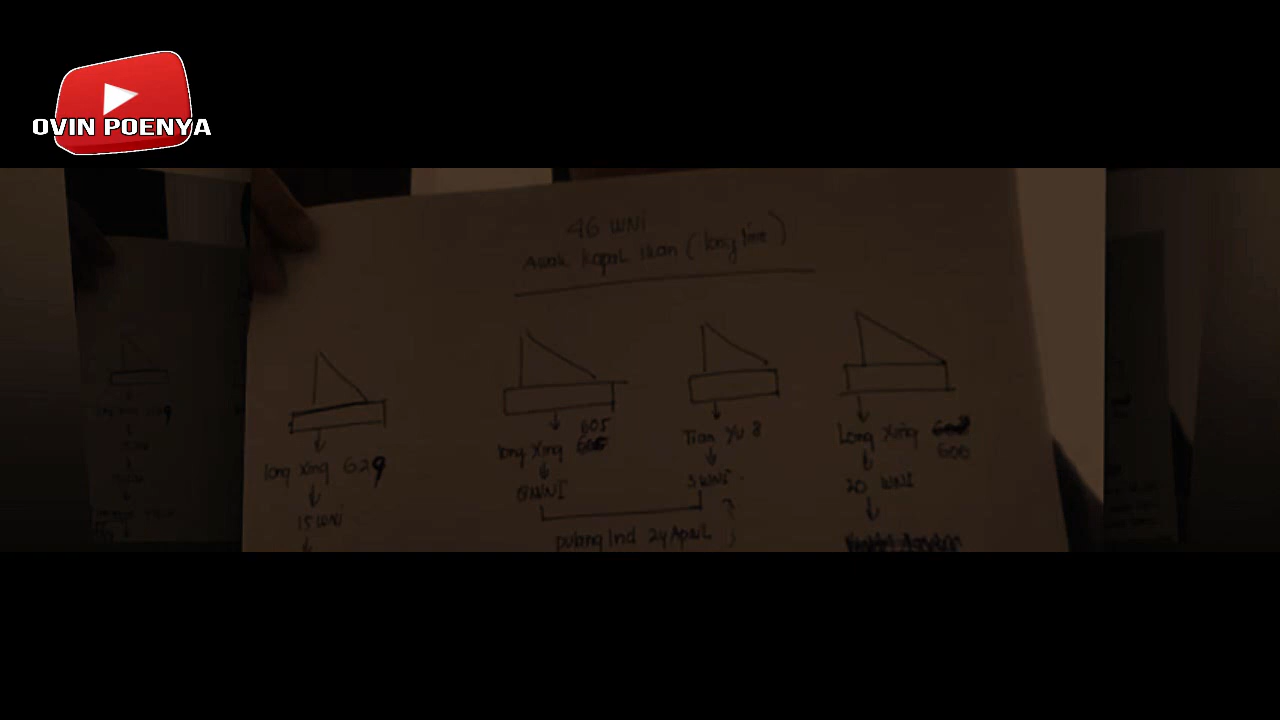 OVIN POENYA
46 WNI
Awak kapal ikan (long line)
Long Xing 629
15 WNI
605
Long Xing
8 WNI
Tian Yu 8
3 WNI
pulang Ind 24 April
Long Xing
606
20 WNI